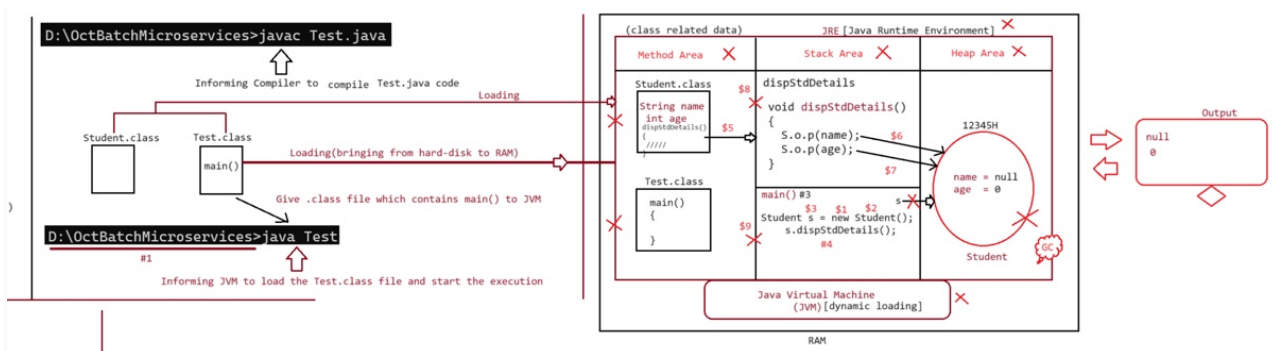 D:\OctBatchMicroservices>javac Test.java
Informing Compiler to compile Test.java code
Loading
Student.class
Test.class
main()
Loading(bringing from hard-disk to RAM)
)
Give .class file which contains main() to JVM
D:\OctBatchMicroservices>java Test
#1
Informing JVM to load the Test.class file and start the execution
(class related data)
JRE [Java Runtime Environment]
Method Area
Stack Area
Heap Area
Student.class
String name
int age
dispStdDetails()
{
/////
}
$5
Test.class
main()
{
}
$8
dispStdDetails
void dispStdDetails()
{
S.o.p(name);
S.o.p(age);
}
$6
$7
$9
main() #3
s
$3 $1 $2
Student s = new Student();
s.dispStdDetails();
#4
12345H
name = null
age = 0
Student
GC
Java Virtual Machine
(JVM)[dynamic loading]
RAM
Output
null
0